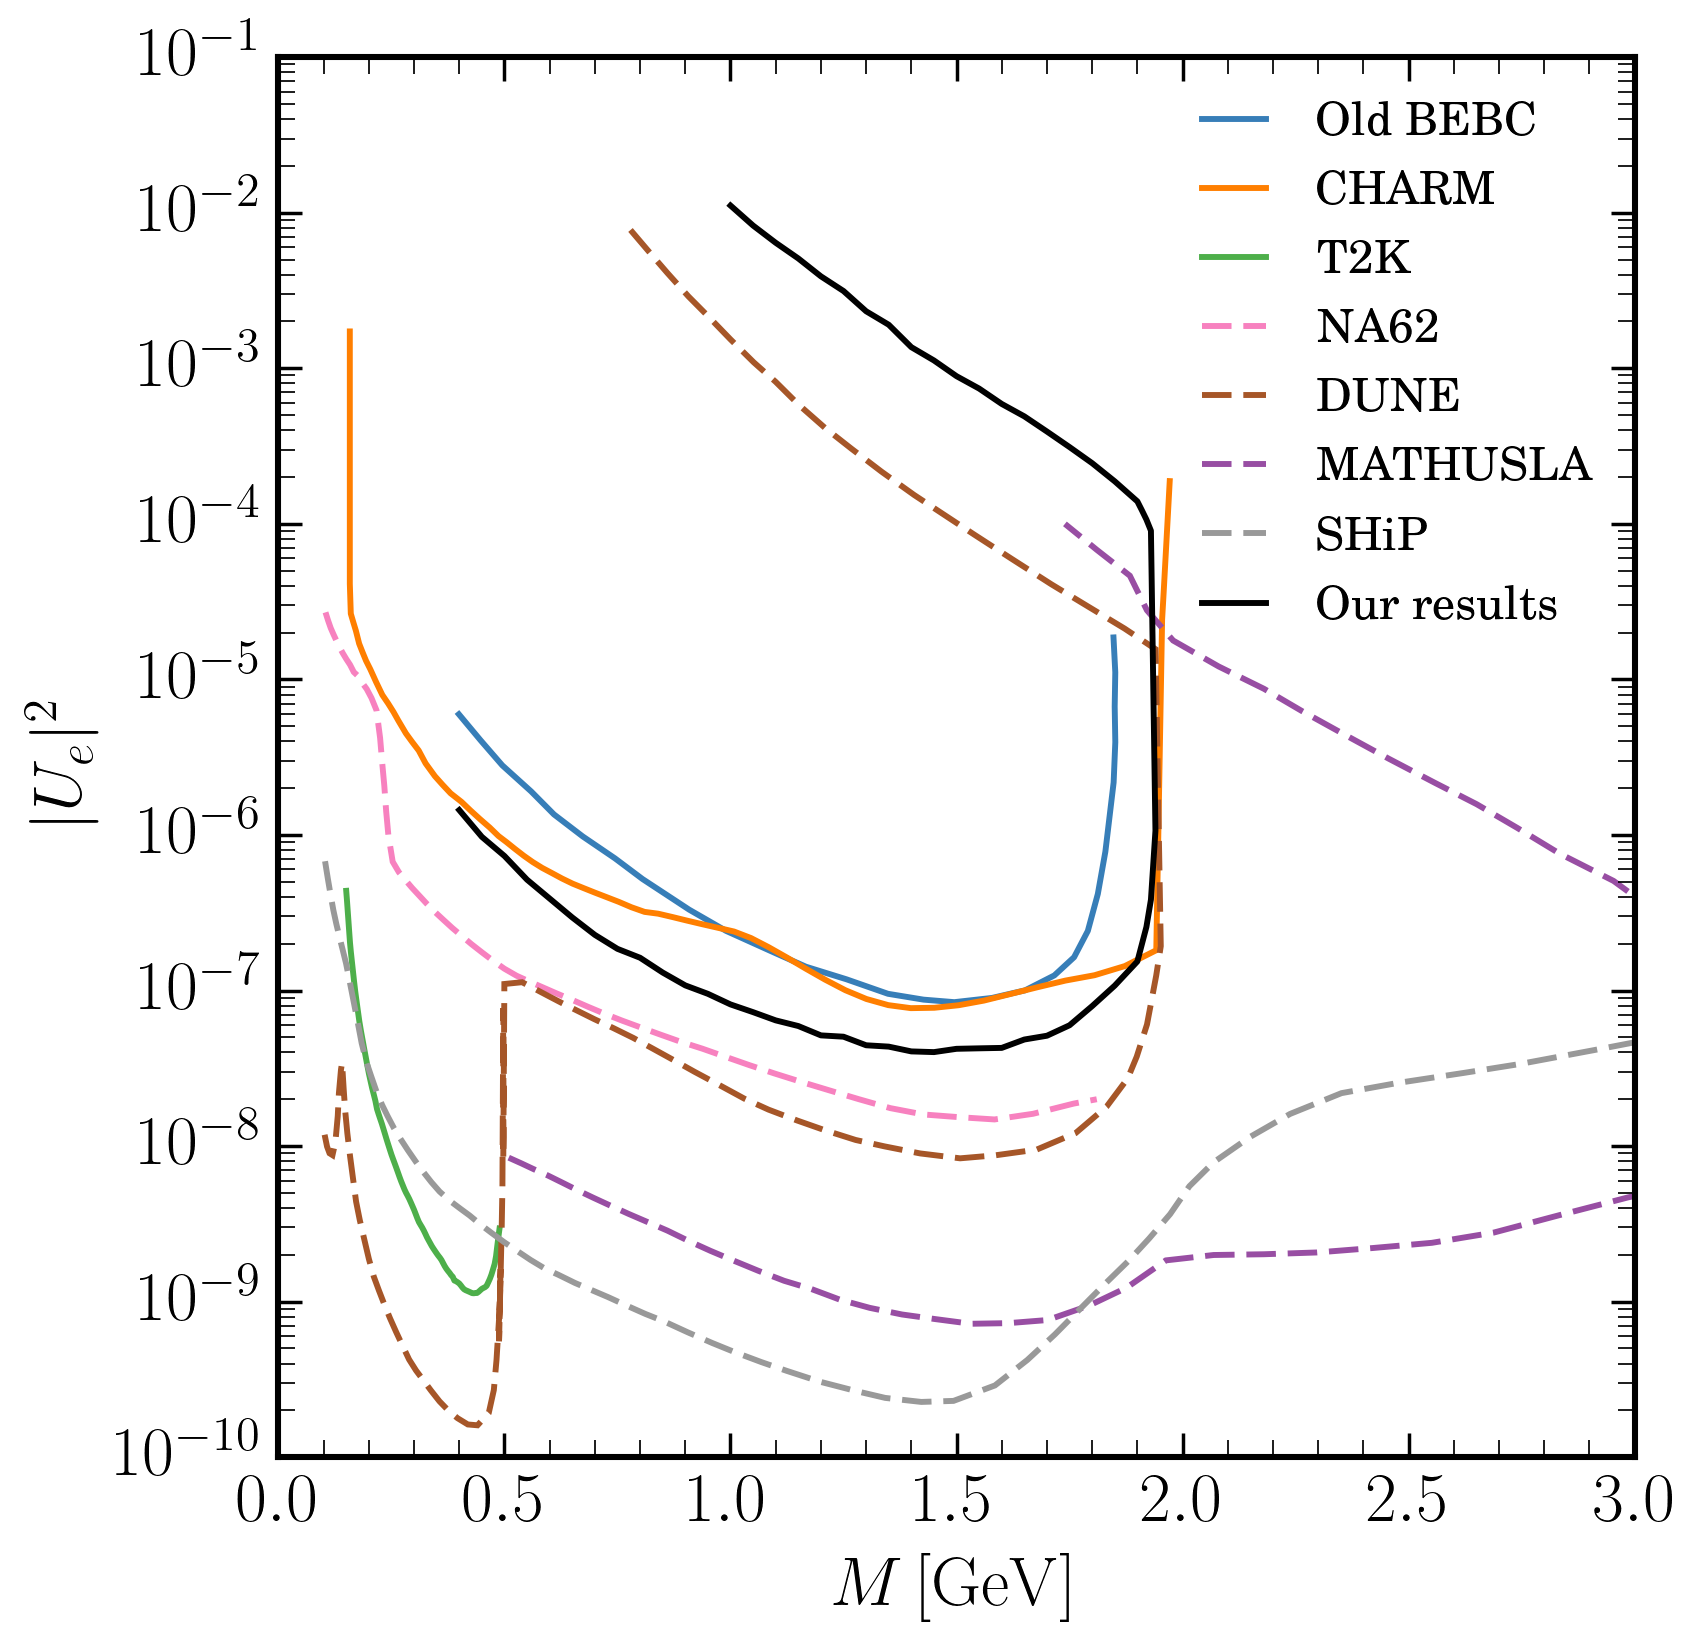 10^{-1}
10^{-2}
10^{-3}
10^{-4}
10^{-5}
10^{-6}
10^{-7}
10^{-8}
10^{-9}
10^{-10}
|U_e|^2
Old BEBC
CHARM
T2K
NA62
DUNE
MATHUSLA
SHiP
Our results
0.0 0.5 1.0 1.5 2.0 2.5 3.0
M [GeV]